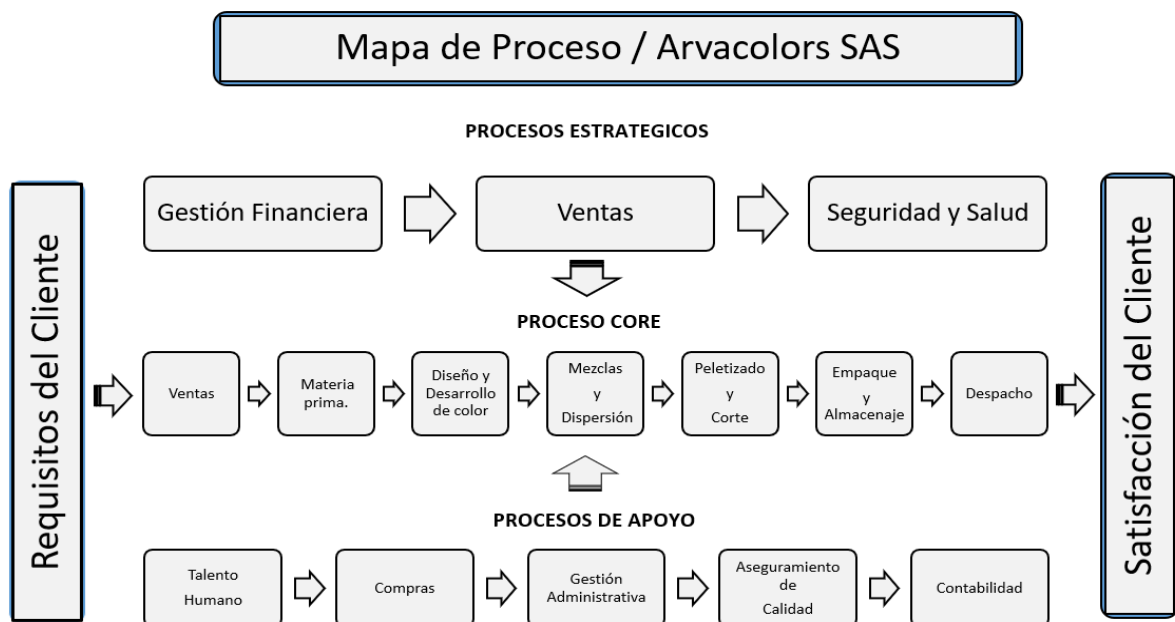 Mapa de Proceso / Arvacolors SAS
PROCESOS ESTRATEGICOS
Requisitos del Cliente
Gestión Financiera
Ventas
Seguridad y Salud
Satisfacción del Cliente
PROCESO CORE
Ventas
Materia
prima.
Diseño y
Desarrollo
de color
Mezclas
y
Dispersión
Peletizado
y
Corte
Empaque
y
Almacenaje
Despacho
PROCESOS DE APOYO
Talento
Humano
Compras
Gestión
Administrativa
Aseguramiento
de
Calidad
Contabilidad